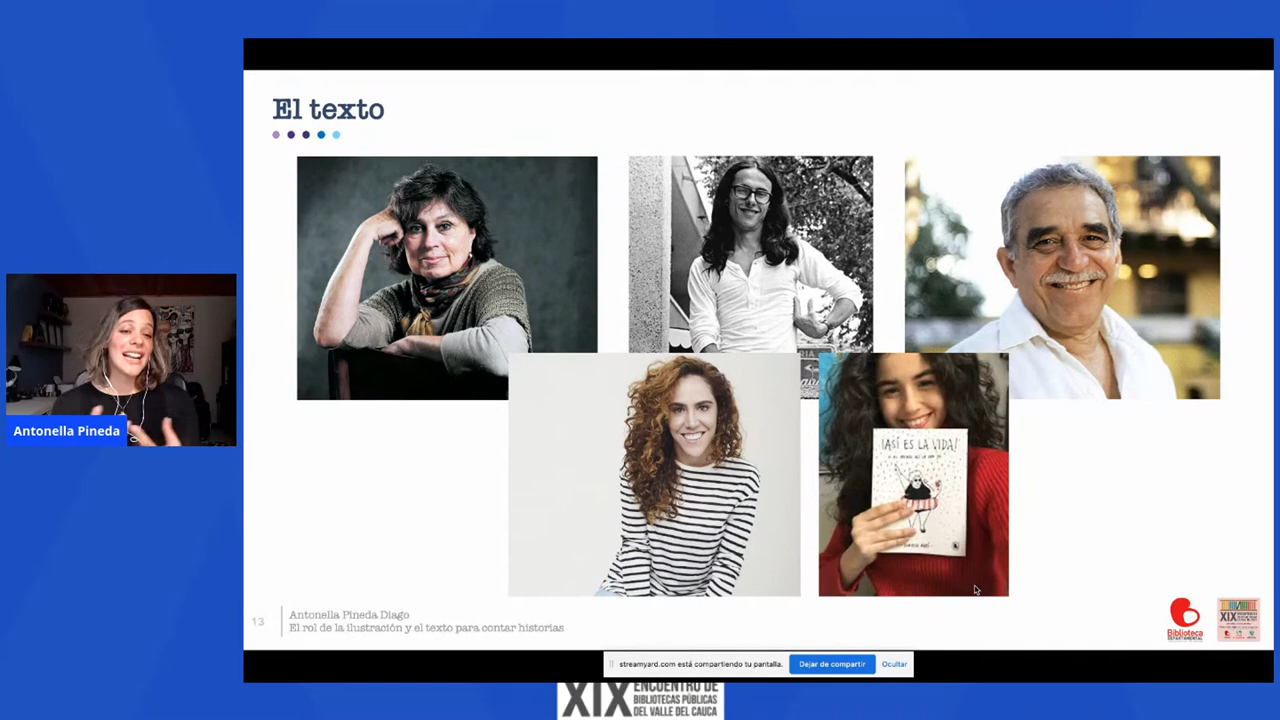 El texto
RIA
¡ASÍ ES LA VIDA!
Antonella Pineda
13
Antonella Pineda Diago
El rol de la ilustración y el texto para contar historias
Biblioteca
DEPARTAMENTAL
XIX
streamyard.com está compartiendo tu pantalla.
Dejar de compartir
Ocultar
XIX ENCUENTRO DE
BIBLIOTECAS PÚBLICAS
DEL VALLE DEL CAUCA